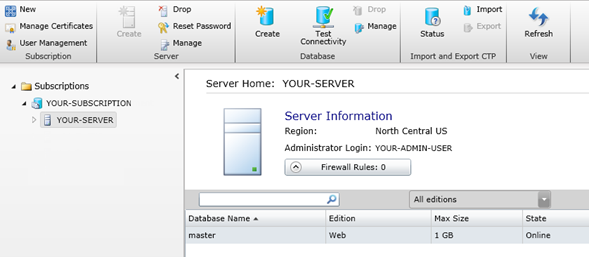 New
Manage Certificates
User Management
Subscription
Create
Drop
Reset Password
Manage
Server
Create
Test Connectivity
Drop
Manage
Database
Status
Import
Export
Import and Export CTP
Refresh
View
Subscriptions
YOUR-SUBSCRIPTION
YOUR-SERVER
Server Home: YOUR-SERVER
Server Information
Region: North Central US
Administrator Login: YOUR-ADMIN-USER
Firewall Rules: 0
All editions
Database Name Edition Max Size State
master Web 1 GB Online